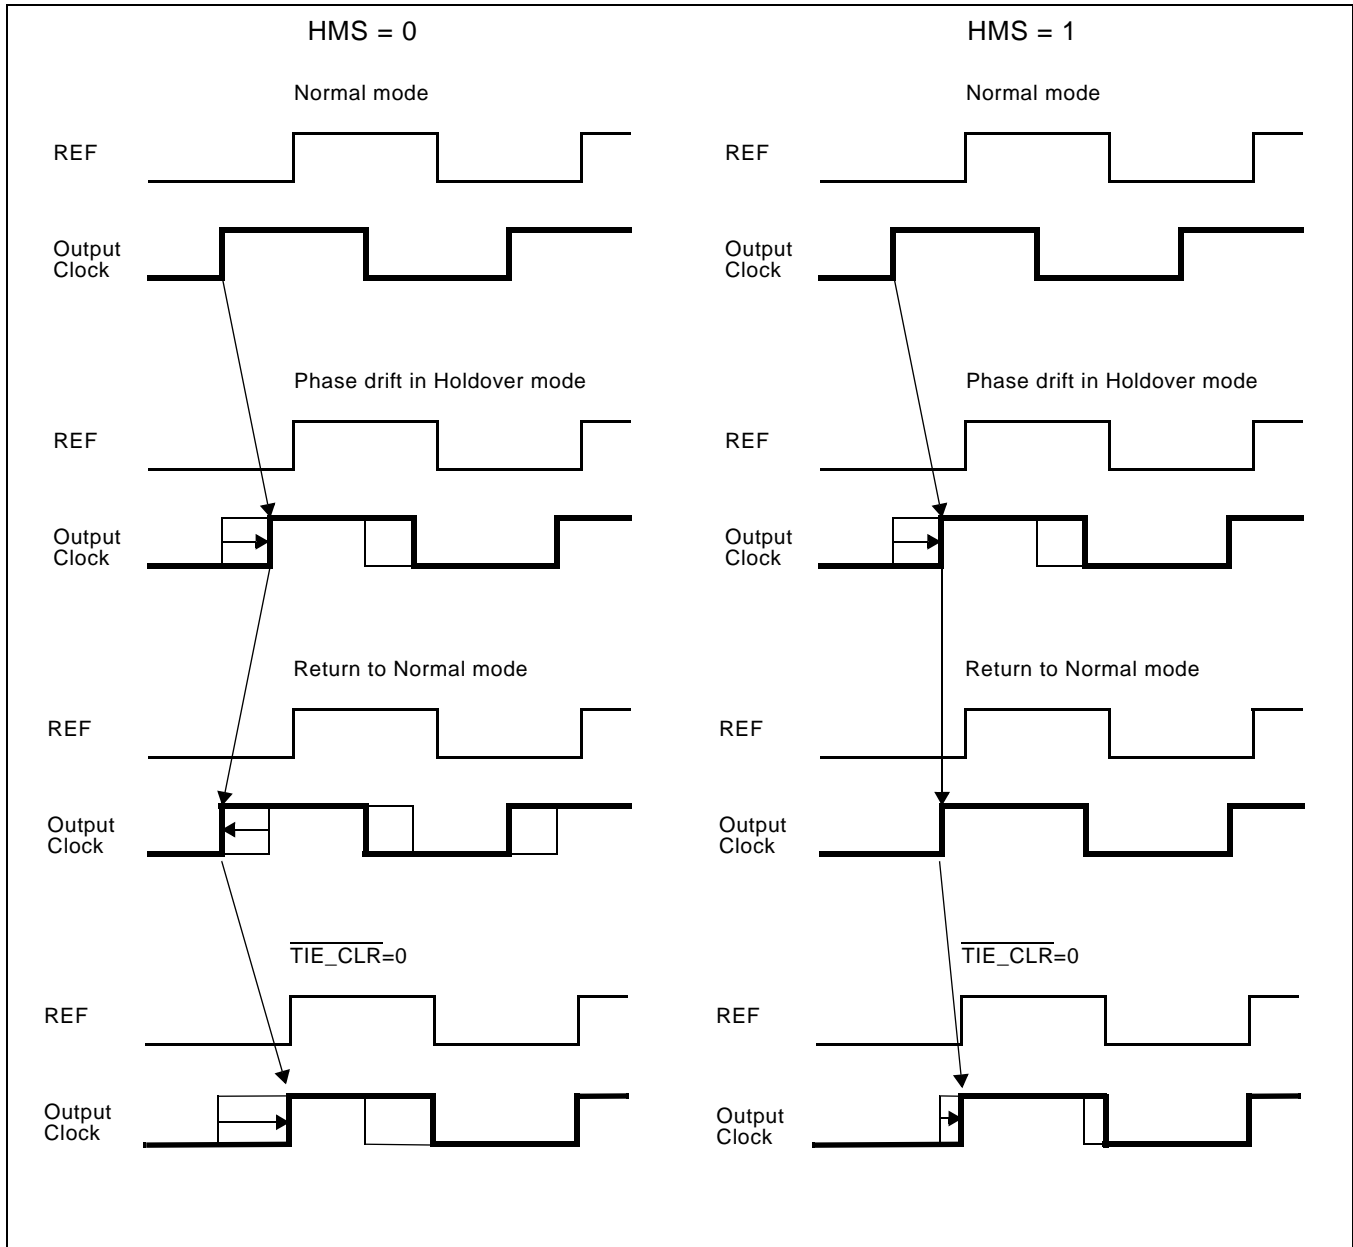 HMS = 0
Normal mode
REF
Output
Clock
Phase drift in Holdover mode
REF
Output
Clock
Return to Normal mode
REF
Output
Clock
TIE_CLR=0
REF
Output
Clock
HMS = 1
Normal mode
REF
Output
Clock
Phase drift in Holdover mode
REF
Output
Clock
Return to Normal mode
REF
Output
Clock
TIE_CLR=0
REF
Output
Clock